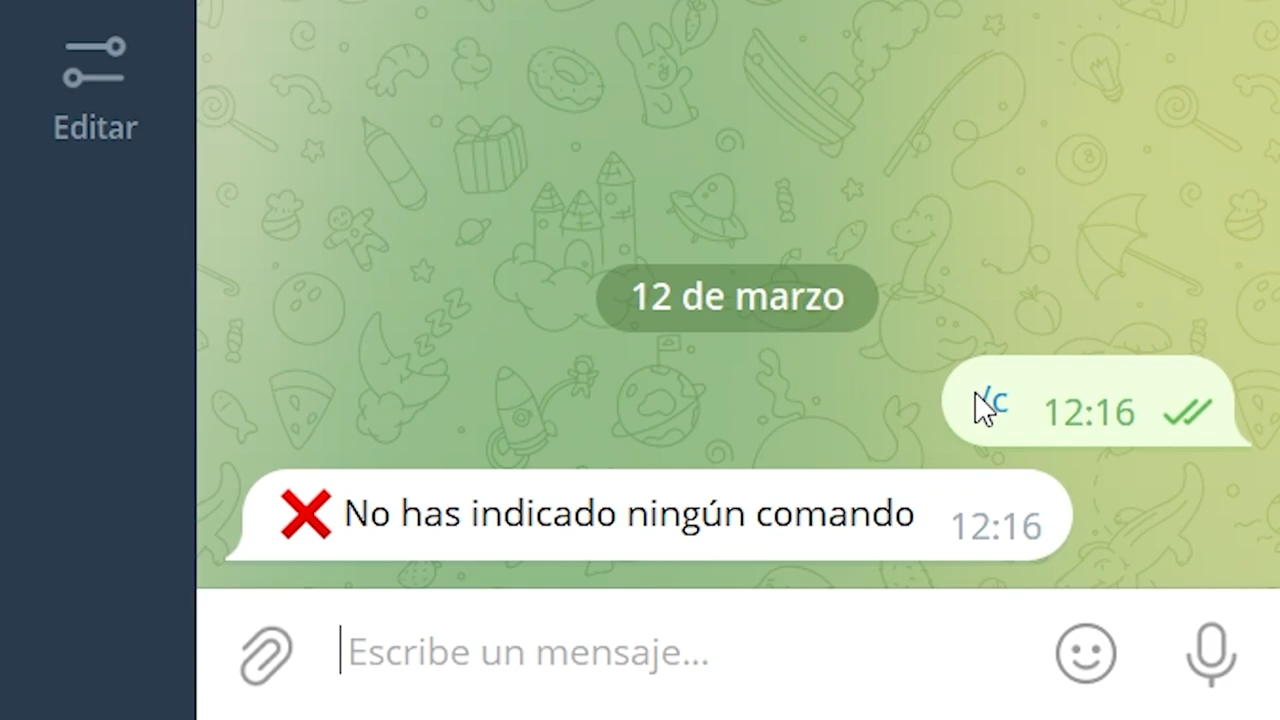 Editar
12 de marzo
/c 12:16
❌ No has indicado ningún comando 12:16
Escribe un mensaje...